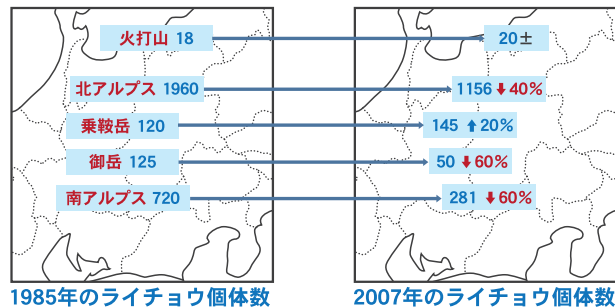 火打山 18
20±
北アルプス 1960
1156 ⬇40%
乗鞍岳 120
145 ⬆20%
御岳 125
50 ⬇60%
南アルプス 720
281 ⬇60%
1985年のライチョウ個体数
2007年のライチョウ個体数